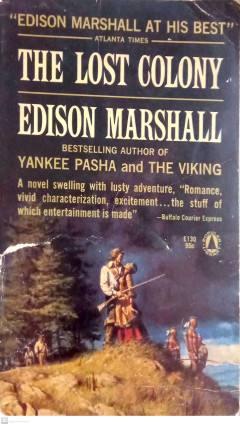 "EDISON MARSHALL AT HIS BEST"
ATLANTA TIMES
THE LOST COLONY
EDISON MARSHALL
BESTSELLING AUTHOR OF
YANKEE PASHA and THE VIKING
A novel swelling with lusty adventure, "Romance,
vivid characterization, excitement...the stuff of
which entertainment is made" —Buffalo Courier Express
E130
95c